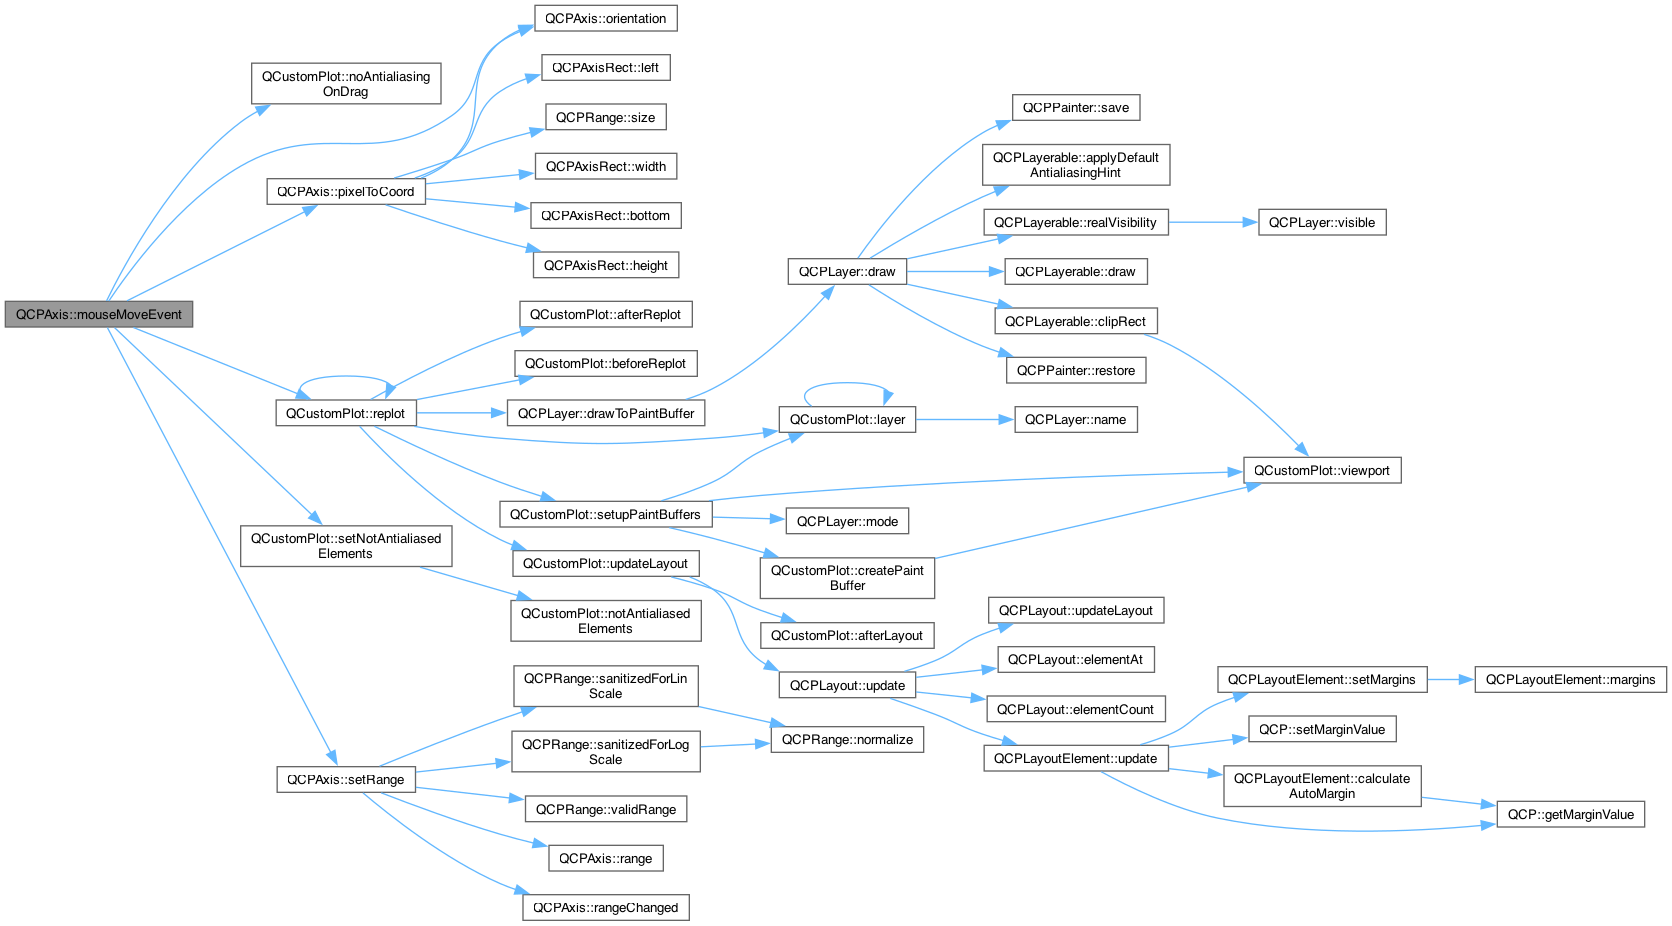 QCPAxis::mouseMoveEvent
QCustomPlot::noAntialiasing
OnDrag
QCPAxis::pixelToCoord
QCustomPlot::replot
QCustomPlot::setNotAntialiased
Elements
QCPAxis::setRange
QCPAxis::orientation
QCPAxisRect::left
QCPRange::size
QCPAxisRect::width
QCPAxisRect::bottom
QCPAxisRect::height
QCustomPlot::afterReplot
QCustomPlot::beforeReplot
QCPLayer::drawToPaintBuffer
QCustomPlot::setupPaintBuffers
QCustomPlot::updateLayout
QCustomPlot::notAntialiased
Elements
QCPRange::sanitizedForLin
Scale
QCPRange::sanitizedForLog
Scale
QCPRange::validRange
QCPAxis::range
QCPAxis::rangeChanged
QCPLayer::draw
QCustomPlot::layer
QCPLayer::mode
QCustomPlot::createPaint
Buffer
QCustomPlot::afterLayout
QCPLayout::update
QCPRange::normalize
QCPPainter::save
QCPLayerable::applyDefault
AntialiasingHint
QCPLayerable::realVisibility
QCPLayerable::draw
QCPLayerable::clipRect
QCPPainter::restore
QCPLayer::name
QCPLayout::updateLayout
QCPLayout::elementAt
QCPLayout::elementCount
QCPLayoutElement::update
QCPLayer::visible
QCustomPlot::viewport
QCPLayoutElement::setMargins
QCP::setMarginValue
QCPLayoutElement::calculate
AutoMargin
QCPLayoutElement::margins
QCP::getMarginValue